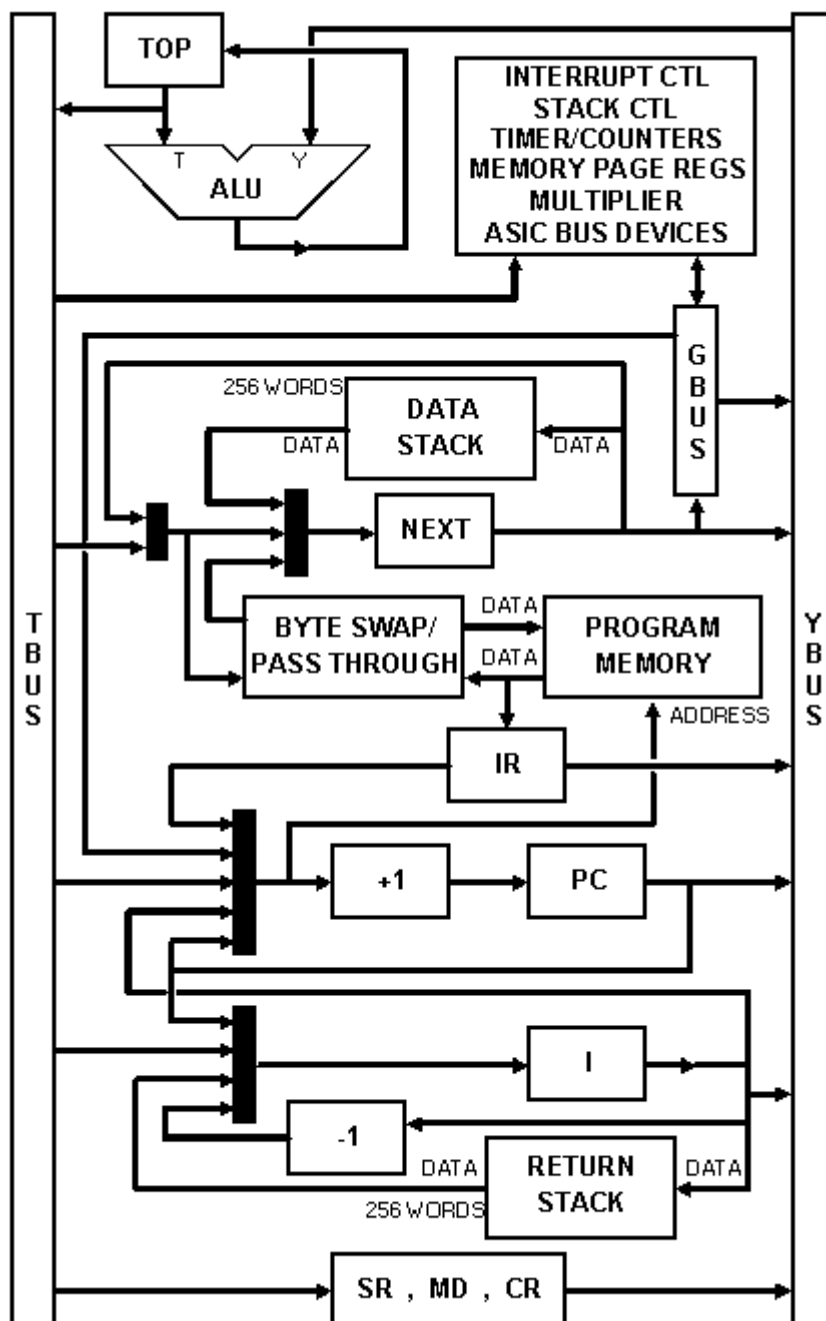 TOP
T
Y
ALU
INTERRUPT CTL
STACK CTL
TIMER/COUNTERS
MEMORY PAGE REGS
MULTIPLIER
ASIC BUS DEVICES
G
B
U
S
256 WORDS
DATA
STACK
DATA
DATA
NEXT
T
B
U
S
Y
B
U
S
BYTE SWAP/
PASS THROUGH
DATA
DATA
PROGRAM
MEMORY
ADDRESS
IR
+1
PC
I
-1
DATA
256 WORDS
RETURN
STACK
DATA
SR , MD , CR